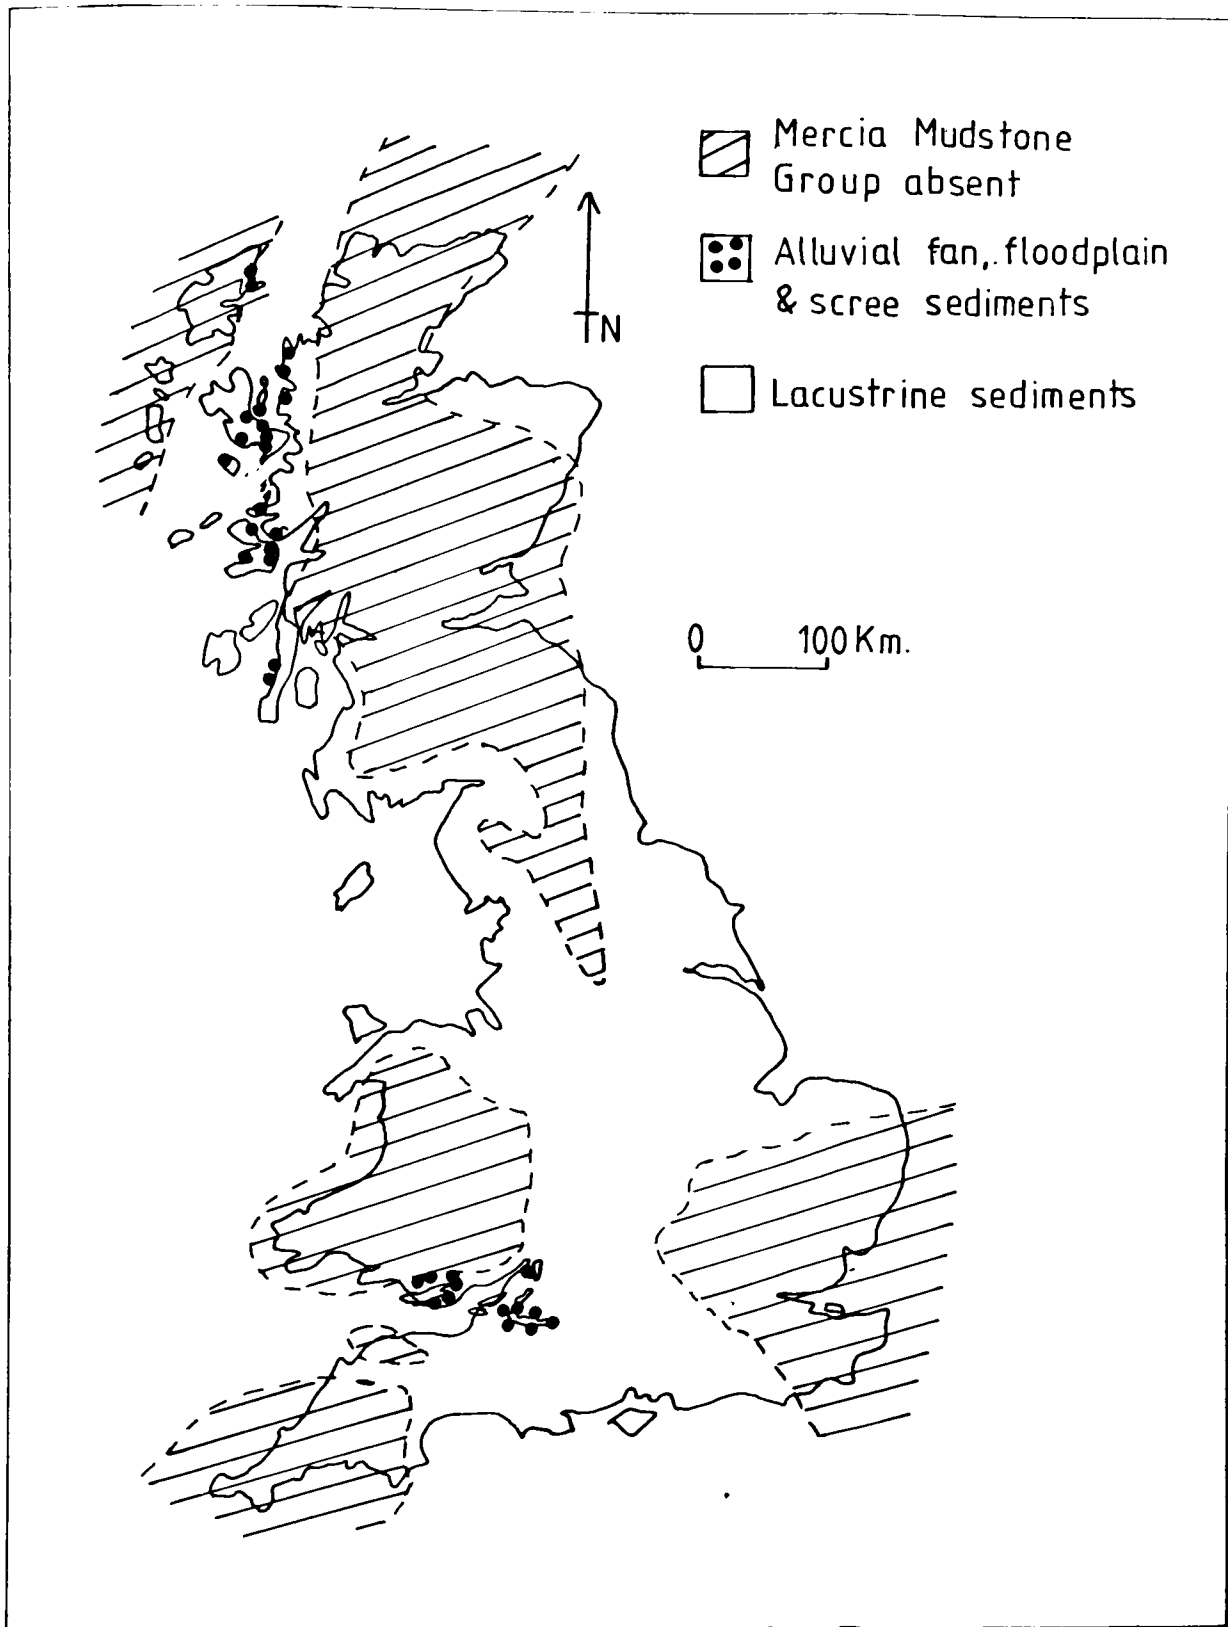 Mercia Mudstone
Group absent
Alluvial fan, floodplain
& scree sediments
Lacustrine sediments
N
0 100 Km.